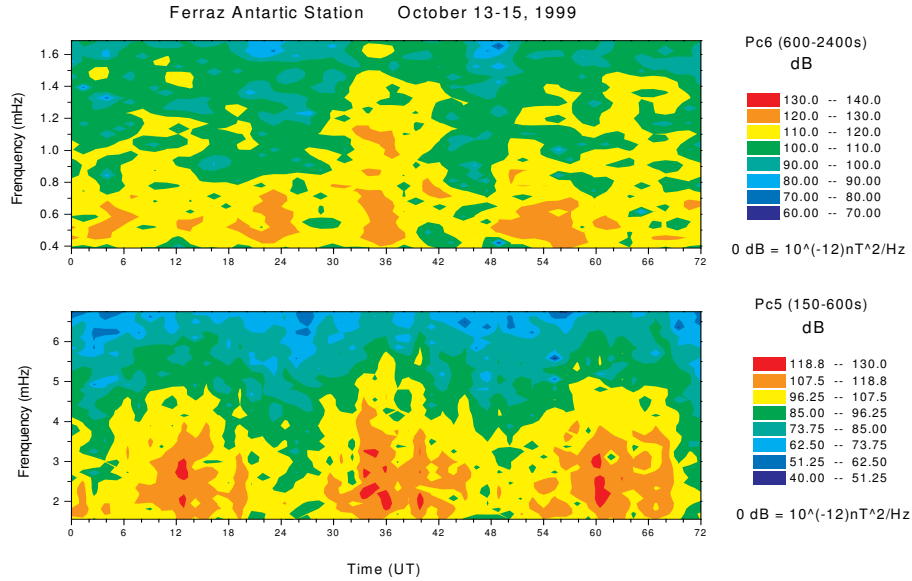 Ferraz Antartic Station October 13-15, 1999
Pc6 (600-2400s)
dB
130.0 -- 140.0
120.0 -- 130.0
110.0 -- 120.0
100.0 -- 110.0
90.00 -- 100.0
80.00 -- 90.00
70.00 -- 80.00
60.00 -- 70.00
0 dB = 10^(-12)nT^2/Hz
Frenquency (mHz)
1.6
1.4
1.2
1.0
0.8
0.6
0.4
0 6 12 18 24 30 36 42 48 54 60 66 72
Pc5 (150-600s)
dB
118.8 -- 130.0
107.5 -- 118.8
96.25 -- 107.5
85.00 -- 96.25
73.75 -- 85.00
62.50 -- 73.75
51.25 -- 62.50
40.00 -- 51.25
0 dB = 10^(-12)nT^2/Hz
Frenquency (mHz)
6
5
4
3
2
0 6 12 18 24 30 36 42 48 54 60 66 72
Time (UT)